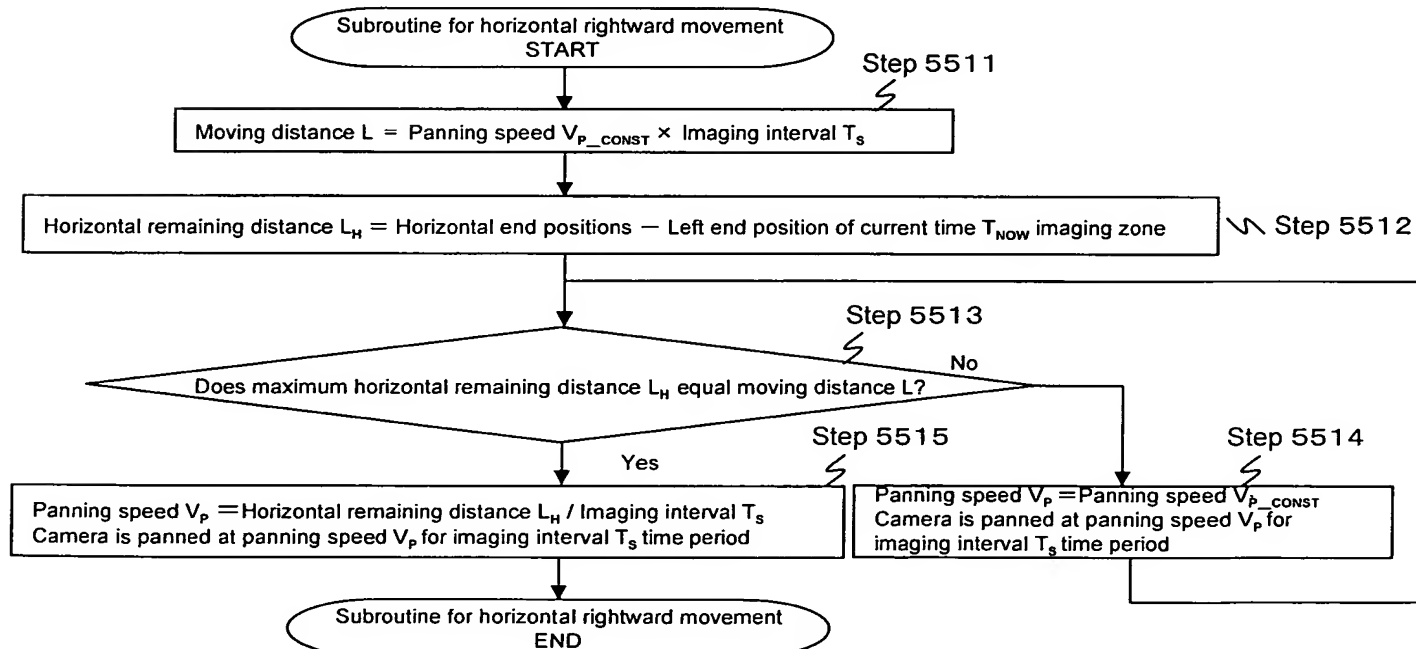 Subroutine for horizontal rightward movement
START
Step 5511
Moving distance L = Panning speed V_P_CONST × Imaging interval T_S
Horizontal remaining distance L_H = Horizontal end positions − Left end position of current time T_NOW imaging zone
Step 5512
Step 5513
No
Does maximum horizontal remaining distance L_H equal moving distance L?
Step 5515
Yes
Panning speed V_P = Horizontal remaining distance L_H / Imaging interval T_S
Camera is panned at panning speed V_P for imaging interval T_S time period
Step 5514
Panning speed V_P = Panning speed V_P_CONST
Camera is panned at panning speed V_P for
imaging interval T_S time period
Subroutine for horizontal rightward movement
END